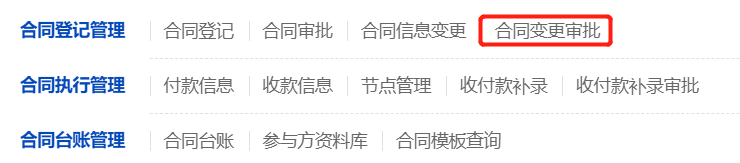 合同登记管理 合同登记 合同审批 合同信息变更 合同变更审批
合同执行管理 付款信息 收款信息 节点管理 收付款补录 收付款补录审批
合同台账管理 合同台账 参与方资料库 合同模板查询